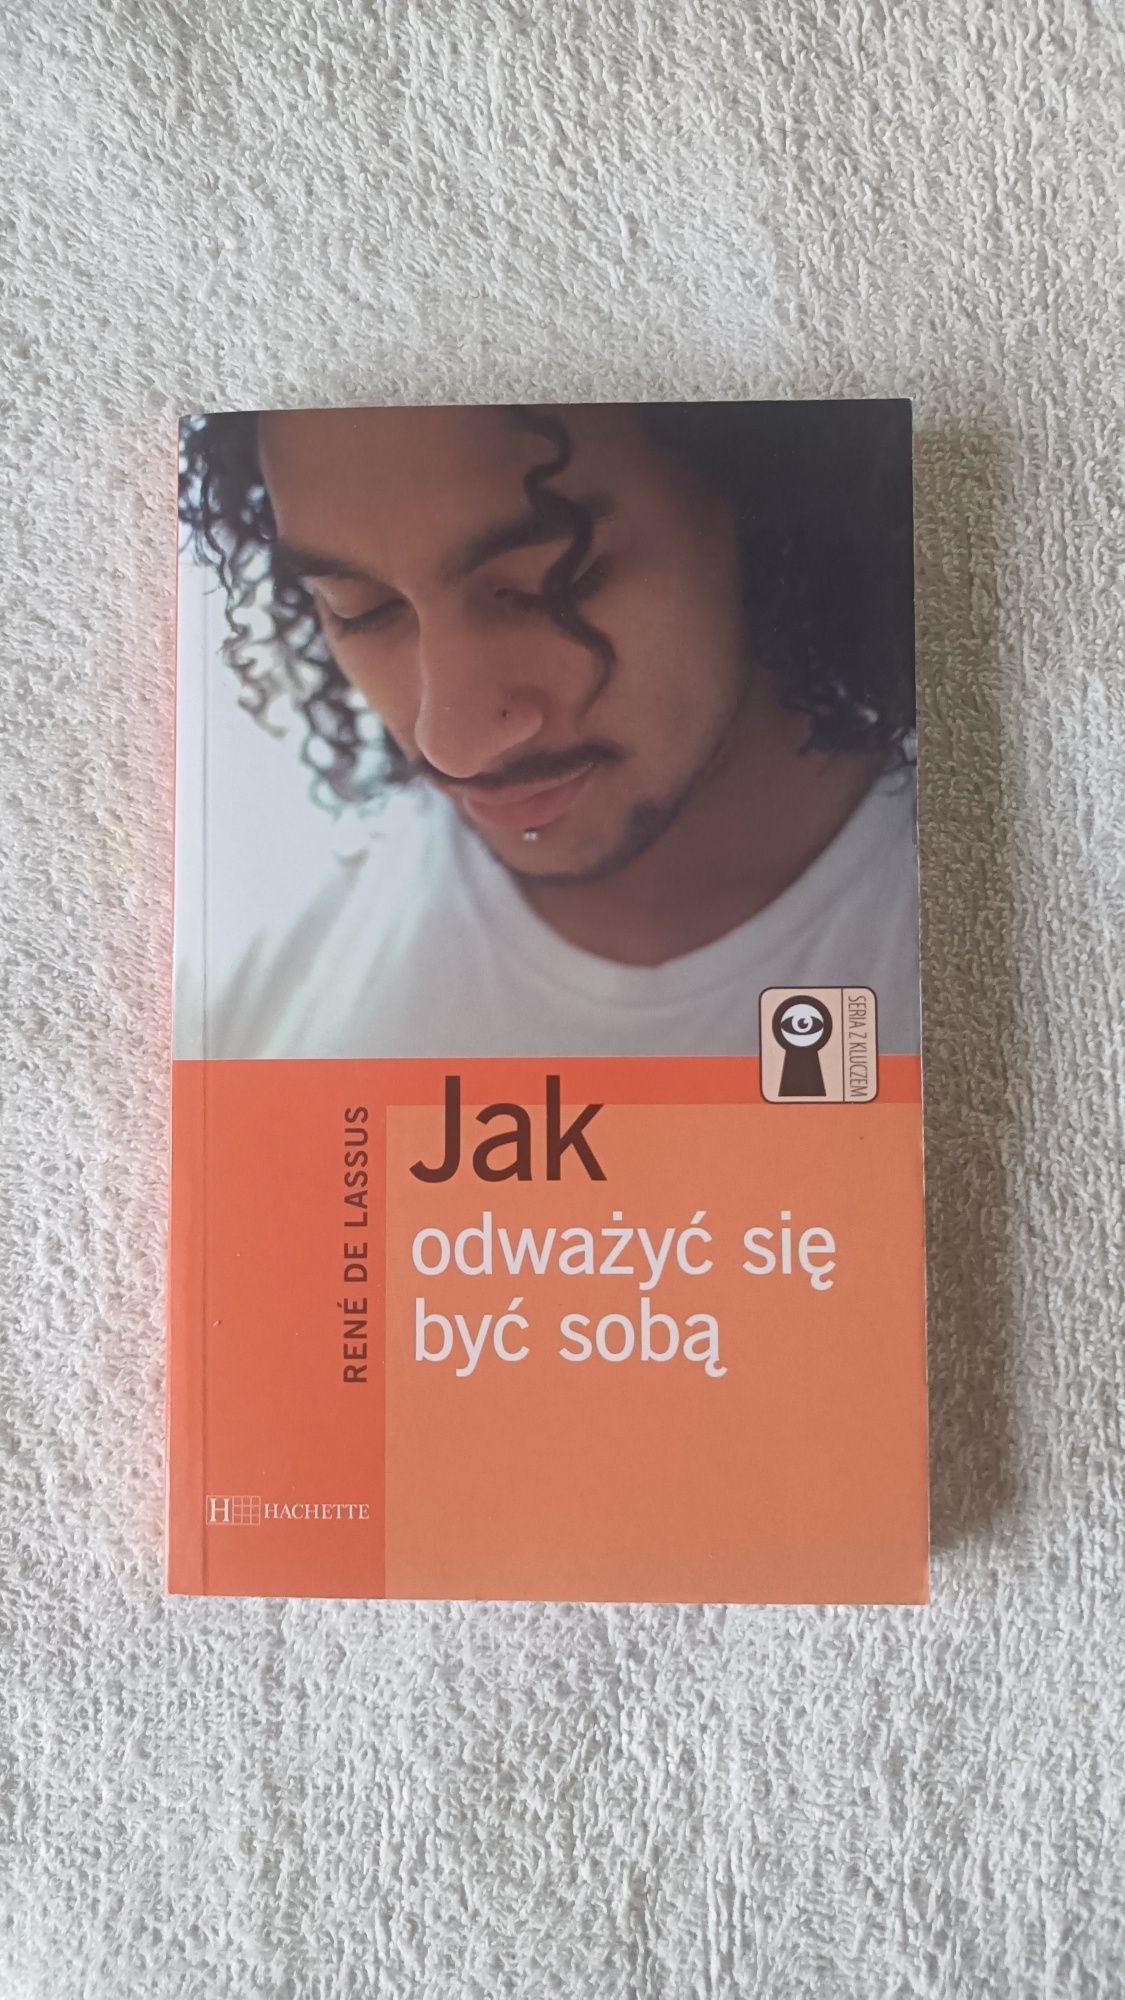 SERIA Z KLUCZEM
Jak
odważyć się
być sobą
RENÉ DE LASSUS
H HACHETTE